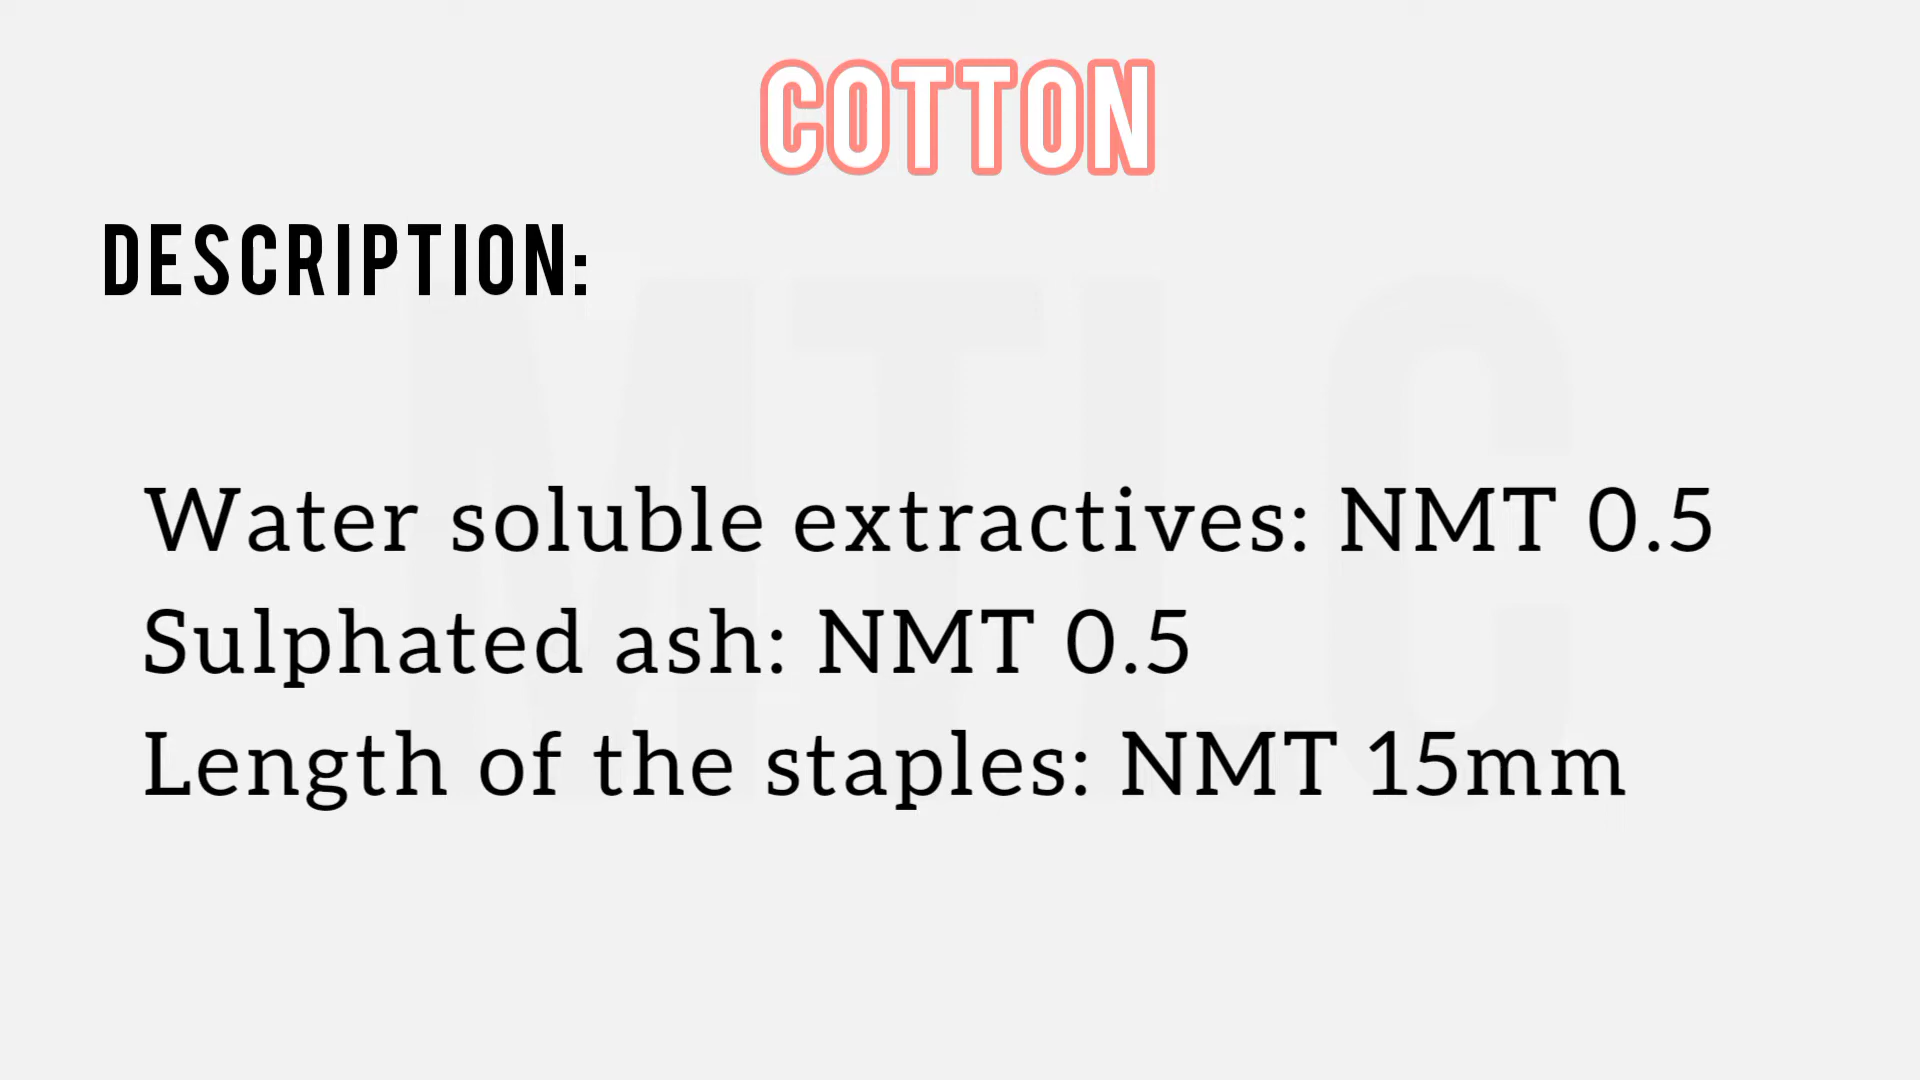 COTTON
DESCRIPTION:
MTLC
Water soluble extractives: NMT 0.5
Sulphated ash: NMT 0.5
Length of the staples: NMT 15mm